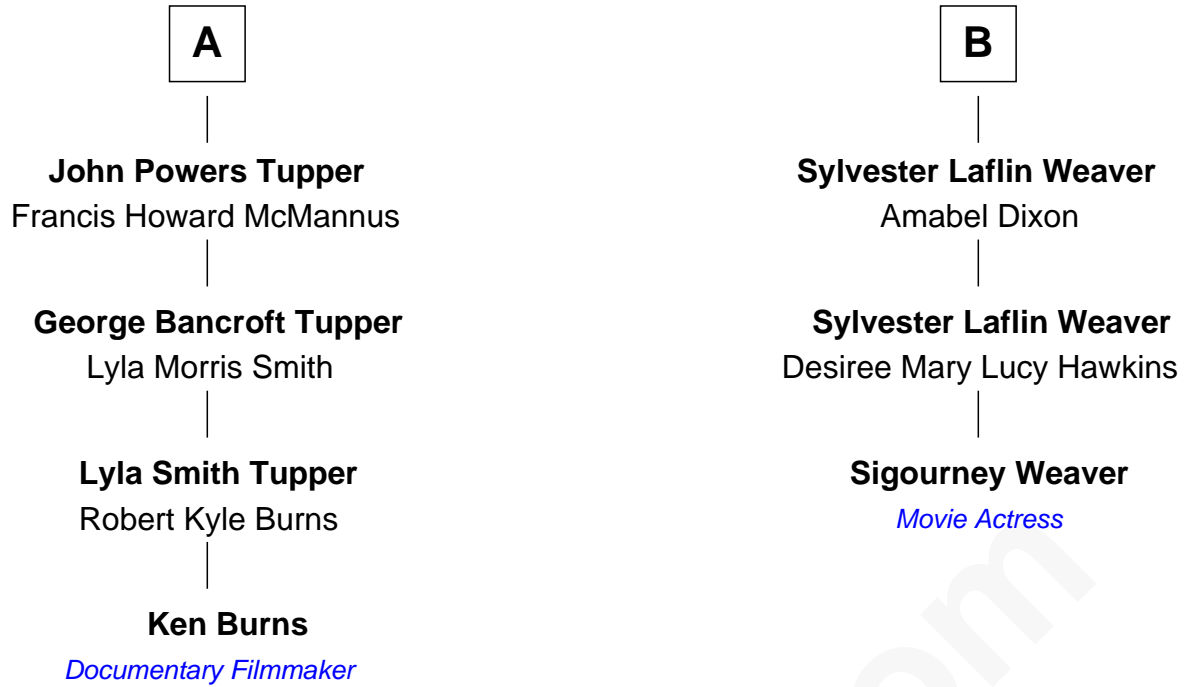 A
John Powers Tupper
Francis Howard McMannus
George Bancroft Tupper
Lyla Morris Smith
Lyla Smith Tupper
Robert Kyle Burns
Ken Burns
Documentary Filmmaker
B
Sylvester Laflin Weaver
Amabel Dixon
Sylvester Laflin Weaver
Desiree Mary Lucy Hawkins
Sigourney Weaver
Movie Actress
om